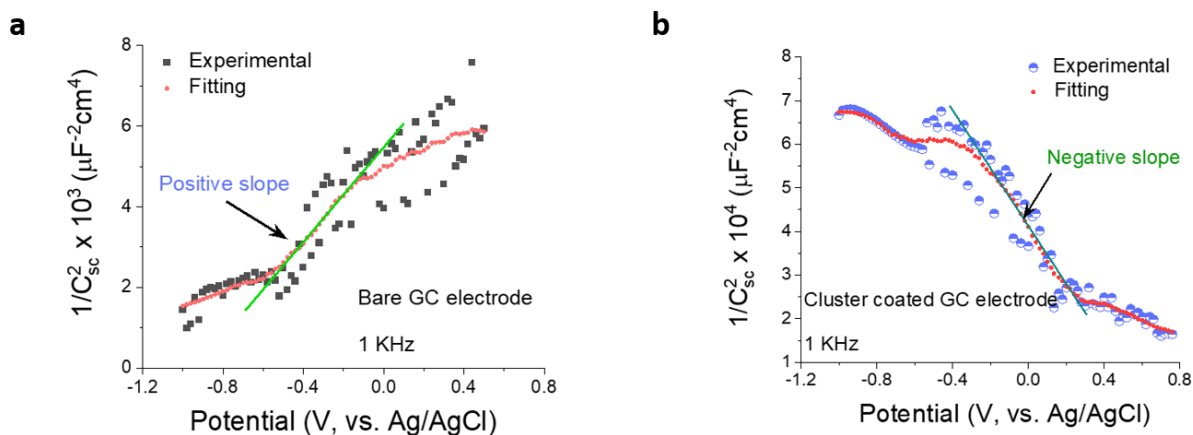 a
8
6
4
2
0
-1.2
-0.8
-0.4
0.0
0.4
0.8
1/C²sc x 10³ (μF⁻²cm⁴)
Potential (V, vs. Ag/AgCl)
Experimental
Fitting
Positive slope
Bare GC electrode
1 KHz
b
8
7
6
5
4
3
2
1
-1.2
-0.8
-0.4
0.0
0.4
0.8
1/C²sc x 10⁴ (μF⁻²cm⁴)
Potential (V, vs. Ag/AgCl)
Experimental
Fitting
Negative slope
Cluster coated GC electrode
1 KHz